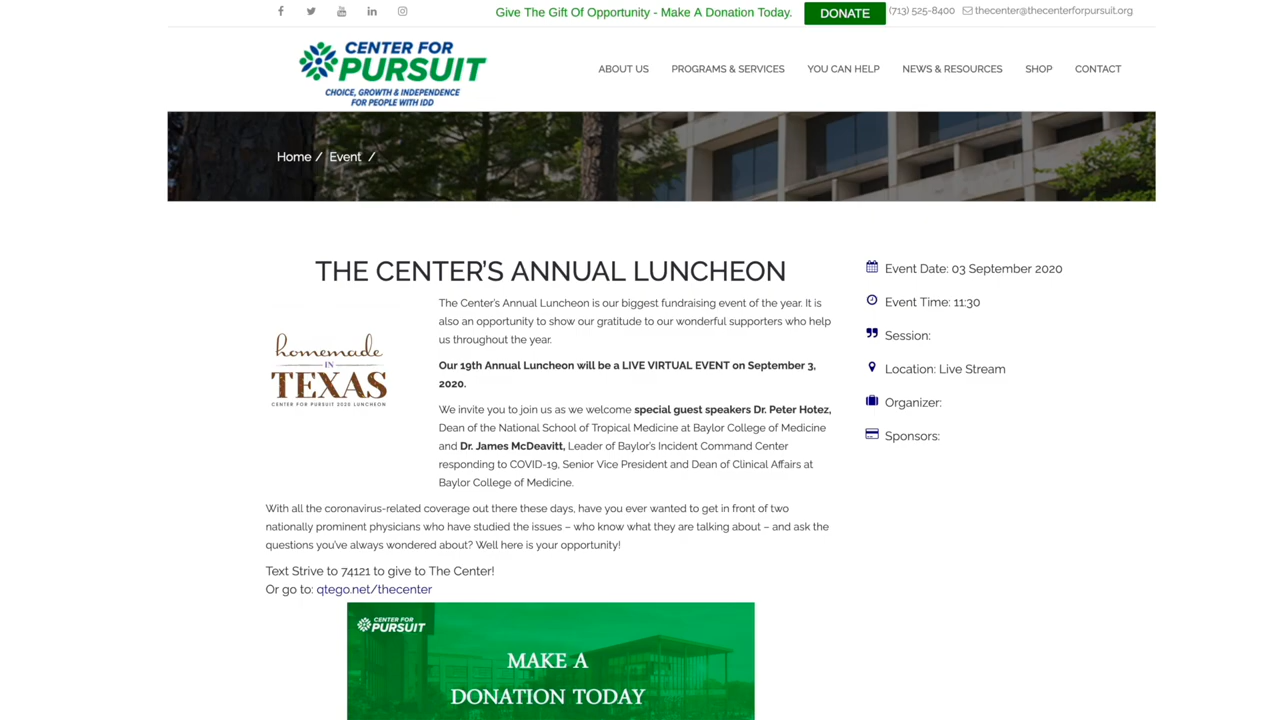 Give The Gift Of Opportunity - Make A Donation Today. DONATE (713) 525-8400 thecenter@thecenterforpursuit.org
CENTER FOR
PURSUIT
CHOICE, GROWTH & INDEPENDENCE
FOR PEOPLE WITH IDD
ABOUT US PROGRAMS & SERVICES YOU CAN HELP NEWS & RESOURCES SHOP CONTACT
Home / Event /
THE CENTER'S ANNUAL LUNCHEON
homemade
IN
TEXAS
CENTER FOR PURSUIT 2020 LUNCHEON
The Center's Annual Luncheon is our biggest fundraising event of the year. It is
also an opportunity to show our gratitude to our wonderful supporters who help
us throughout the year.
Our 19th Annual Luncheon will be a LIVE VIRTUAL EVENT on September 3,
2020.
We invite you to join us as we welcome special guest speakers Dr. Peter Hotez,
Dean of the National School of Tropical Medicine at Baylor College of Medicine
and Dr. James McDeavitt, Leader of Baylor's Incident Command Center
responding to COVID-19, Senior Vice President and Dean of Clinical Affairs at
Baylor College of Medicine.
With all the coronavirus-related coverage out there these days, have you ever wanted to get in front of two
nationally prominent physicians who have studied the issues – who know what they are talking about – and ask the
questions you've always wondered about? Well here is your opportunity!
Text Strive to 74121 to give to The Center!
Or go to: qtego.net/thecenter
CENTER FOR
PURSUIT
MAKE A
DONATION TODAY
Event Date: 03 September 2020
Event Time: 11:30
Session:
Location: Live Stream
Organizer:
Sponsors: